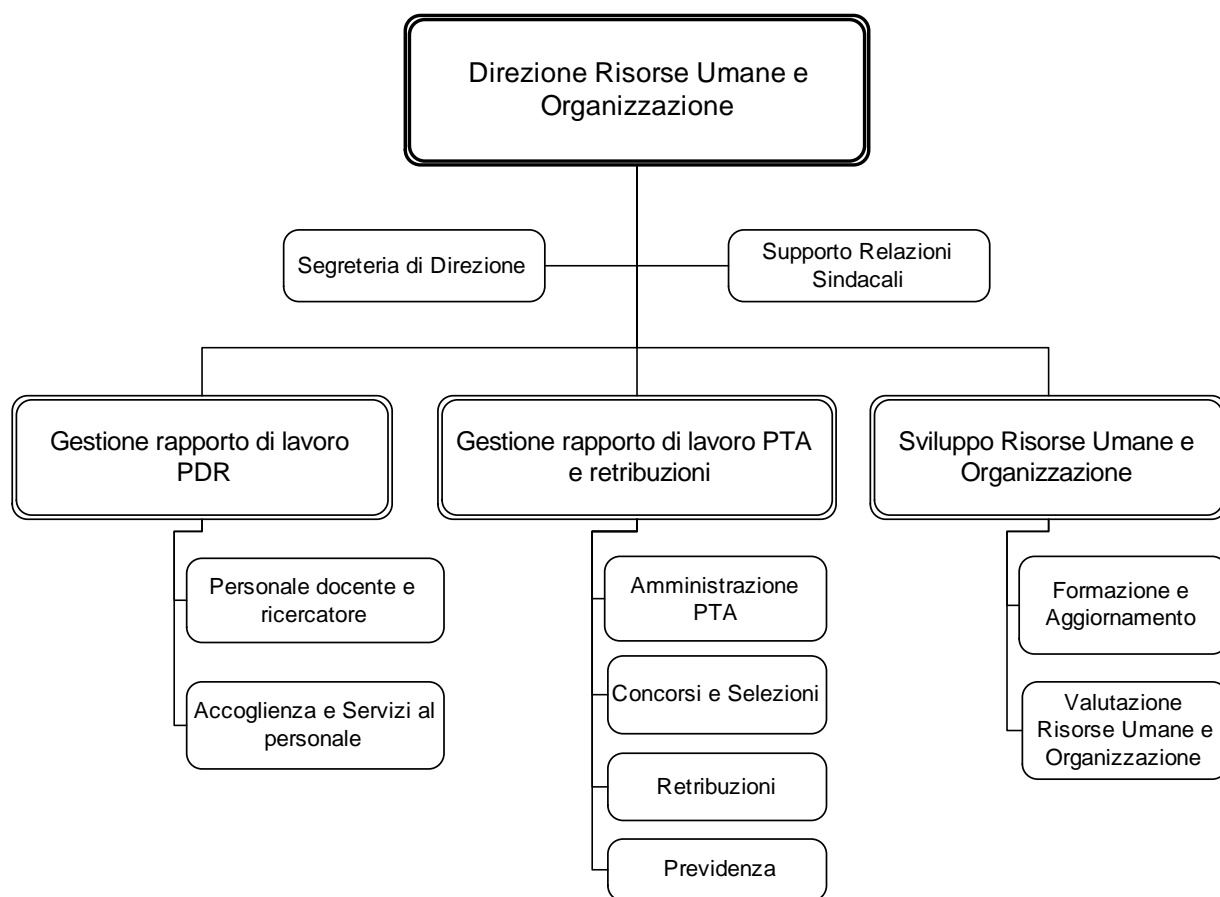 Direzione Risorse Umane e
Organizzazione
Segreteria di Direzione
Supporto Relazioni
Sindacali
Gestione rapporto di lavoro
PDR
Gestione rapporto di lavoro PTA
e retribuzioni
Sviluppo Risorse Umane e
Organizzazione
Personale docente e
ricercatore
Accoglienza e Servizi al
personale
Amministrazione
PTA
Concorsi e Selezioni
Retribuzioni
Previdenza
Formazione e
Aggiornamento
Valutazione
Risorse Umane e
Organizzazione